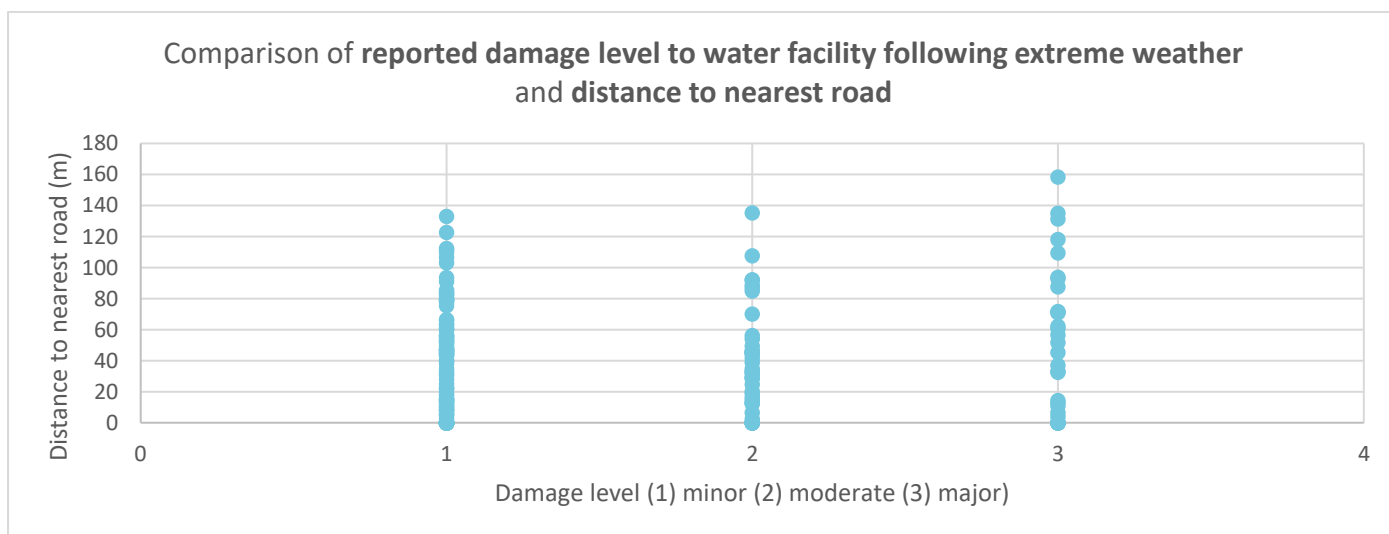 Comparison of reported damage level to water facility following extreme weather
and distance to nearest road
Distance to nearest road (m)
180
160
140
120
100
80
60
40
20
0
0 1 2 3 4
Damage level (1) minor (2) moderate (3) major)